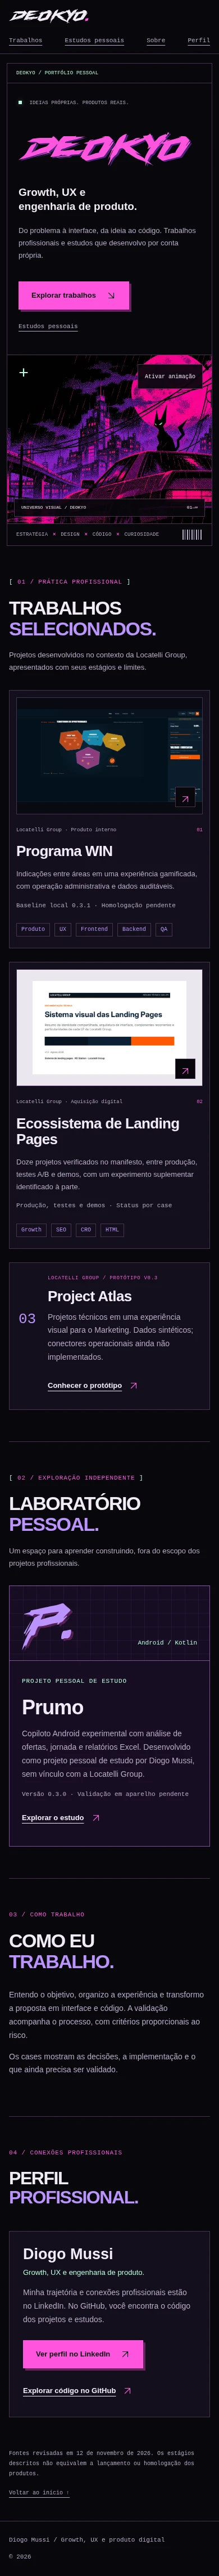 DEOKYO.
Trabalhos Estudos pessoais Sobre Perfil
DEOKYO / PORTFÓLIO PESSOAL
IDEIAS PRÓPRIAS. PRODUTOS REAIS.
DEOKYO
Growth, UX e
engenharia de produto.
Do problema à interface, da ideia ao código. Trabalhos
profissionais e estudos que desenvolvo por conta
própria.
Explorar trabalhos
Estudos pessoais
Ativar animação
UNIVERSO VISUAL / DEOKYO
ESTRATÉGIA DESIGN CÓDIGO CURIOSIDADE
[ 01 / PRÁTICA PROFISSIONAL ]
TRABALHOS
SELECIONADOS.
Projetos desenvolvidos no contexto da Locatelli Group,
apresentados com seus estágios e limites.
Locatelli Group · Produto interno 01
Programa WIN
Indicações entre áreas em uma experiência gamificada,
com operação administrativa e dados auditáveis.
Baseline local 0.3.1 · Homologação pendente
Produto UX Frontend Backend QA
Sistema visual das Landing Pages
Locatelli Group · Aquisição digital 02
Ecossistema de Landing
Pages
Doze projetos verificados no manifesto, entre produção,
testes A/B e demos, com um experimento suplementar
identificado à parte.
Produção, testes e demos · Status por case
Growth SEO CRO HTML
LOCATELLI GROUP / PROTÓTIPO V0.3
03
Project Atlas
Projetos técnicos em uma experiência
visual para o Marketing. Dados sintéticos;
conectores operacionais ainda não
implementados.
Conhecer o protótipo
[ 02 / EXPLORAÇÃO INDEPENDENTE ]
LABORATÓRIO
PESSOAL.
Um espaço para aprender construindo, fora do escopo dos
projetos profissionais.
P.
Android / Kotlin
PROJETO PESSOAL DE ESTUDO
Prumo
Copiloto Android experimental com análise de
ofertas, jornada e relatórios Excel. Desenvolvido
como projeto pessoal de estudo por Diogo Mussi,
sem vínculo com a Locatelli Group.
Versão 0.3.0 · Validação em aparelho pendente
Explorar o estudo
03 / COMO TRABALHO
COMO EU
TRABALHO.
Entendo o objetivo, organizo a experiência e transformo
a proposta em interface e código. A validação
acompanha o processo, com critérios proporcionais ao
risco.
Os cases mostram as decisões, a implementação e o
que ainda precisa ser validado.
04 / CONEXÕES PROFISSIONAIS
PERFIL
PROFISSIONAL.
Diogo Mussi
Growth, UX e engenharia de produto.
Minha trajetória e conexões profissionais estão
no LinkedIn. No GitHub, você encontra o código
dos projetos e estudos.
Ver perfil no LinkedIn
Explorar código no GitHub
Fontes revisadas em 12 de novembro de 2026. Os estágios
descritos não equivalem a lançamento ou homologação dos
produtos.
Voltar ao início ↑
Diogo Mussi / Growth, UX e produto digital
© 2026